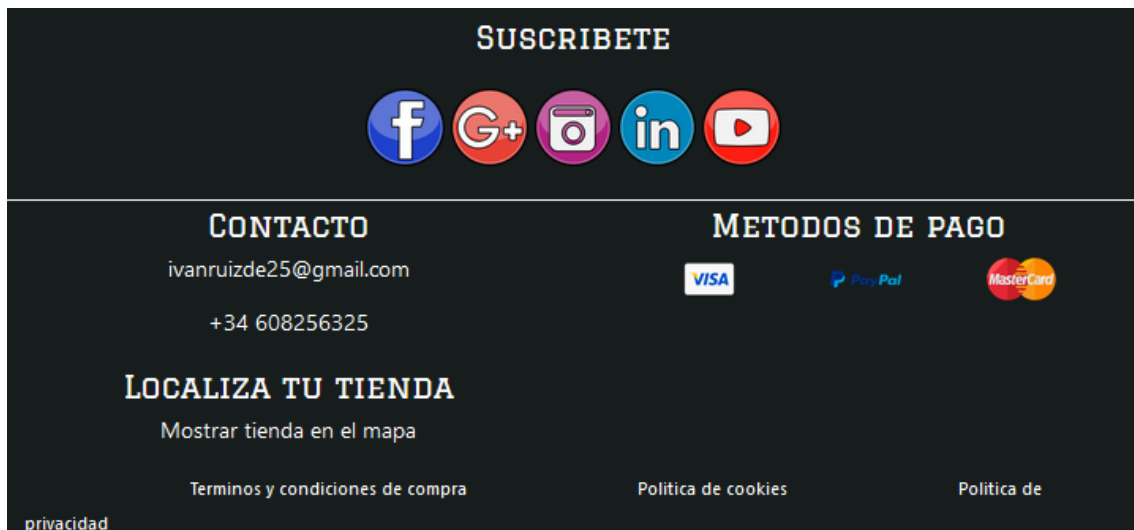 SUSCRIBETE
f G+ in
CONTACTO
ivanruizde25@gmail.com
+34 608256325
METODOS DE PAGO
VISA PayPal MasterCard
LOCALIZA TU TIENDA
Mostrar tienda en el mapa
Terminos y condiciones de compra Politica de cookies Politica de
privacidad